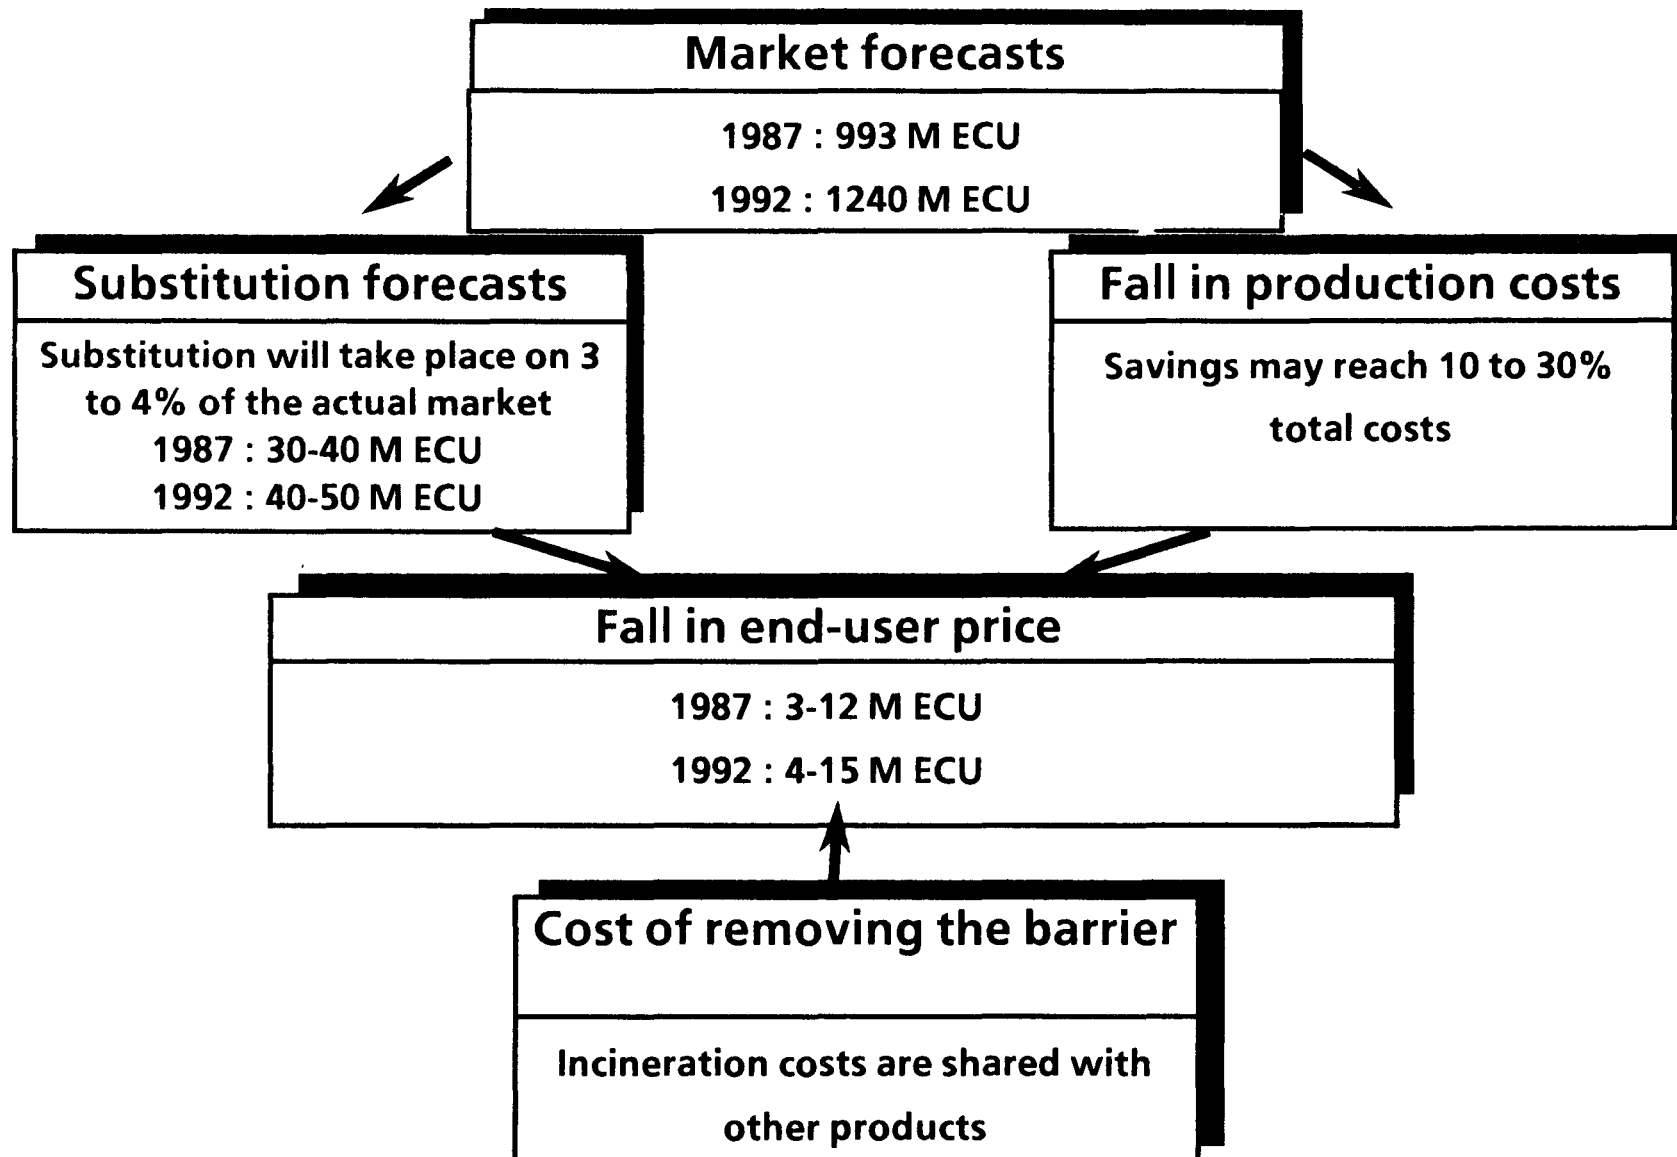 Market forecasts
1987 : 993 M ECU
1992 : 1240 M ECU
Substitution forecasts
Substitution will take place on 3
to 4% of the actual market
1987 : 30-40 M ECU
1992 : 40-50 M ECU
Fall in production costs
Savings may reach 10 to 30%
total costs
Fall in end-user price
1987 : 3-12 M ECU
1992 : 4-15 M ECU
Cost of removing the barrier
Incineration costs are shared with
other products